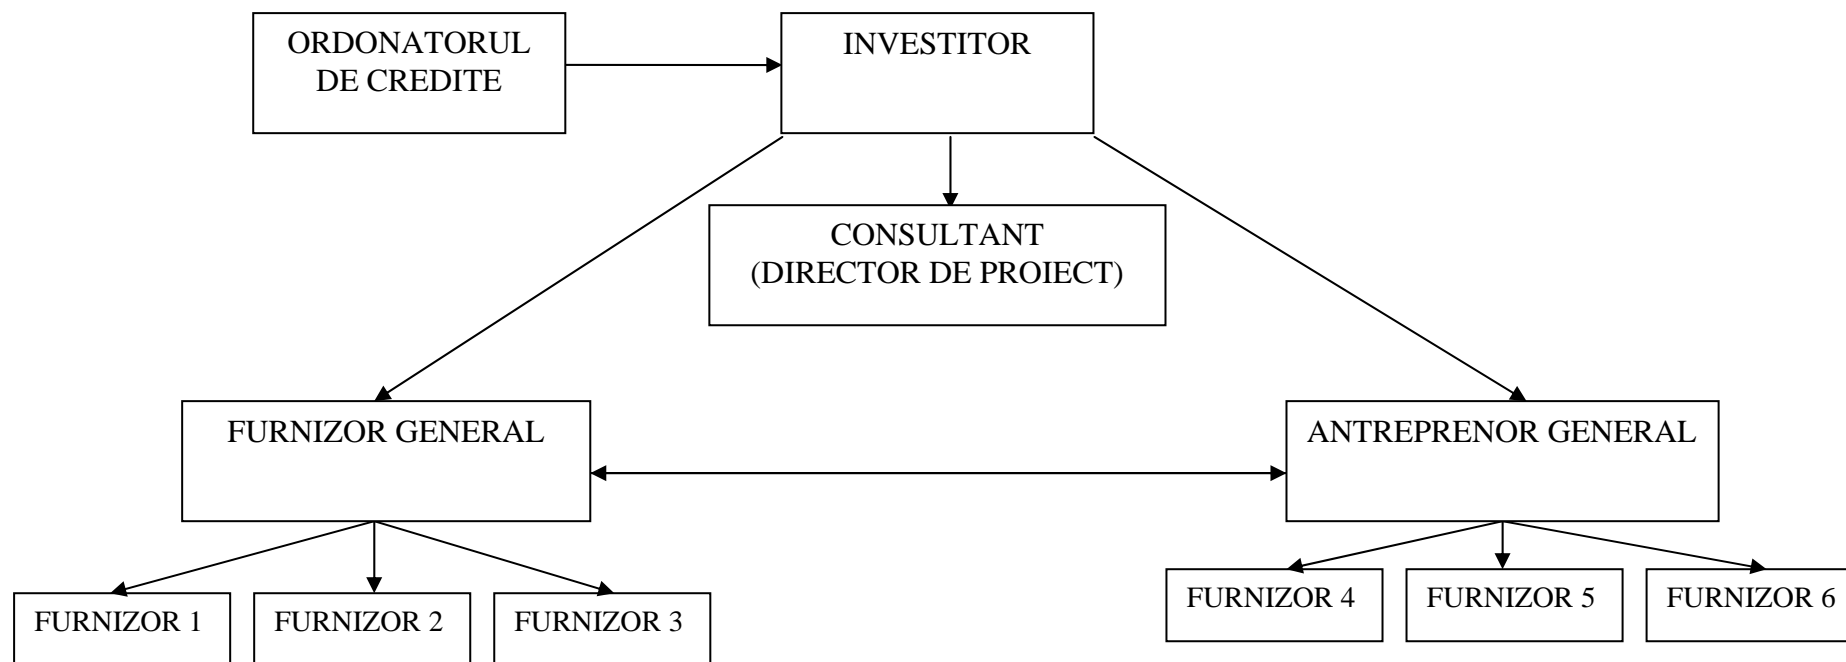 ORDONATORUL
DE CREDITE
INVESTITOR
CONSULTANT
(DIRECTOR DE PROIECT)
FURNIZOR GENERAL
ANTREPRENOR GENERAL
FURNIZOR 1
FURNIZOR 2
FURNIZOR 3
FURNIZOR 4
FURNIZOR 5
FURNIZOR 6